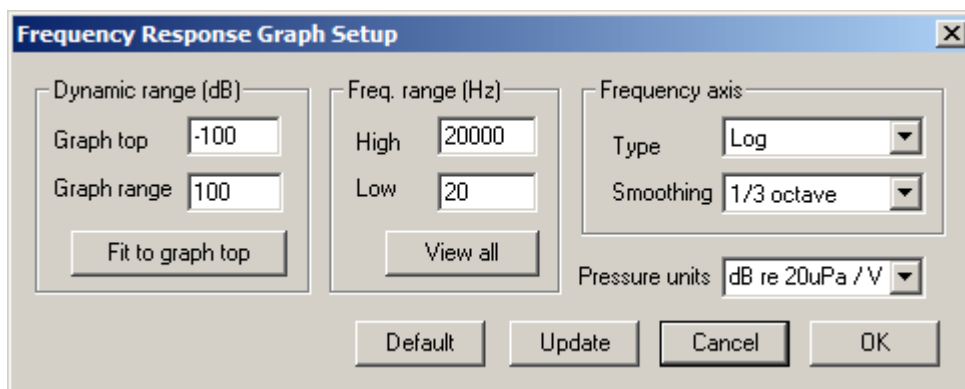 Frequency Response Graph Setup
Dynamic range (dB)
Graph top -100
Graph range 100
Fit to graph top
Freq. range (Hz)
High 20000
Low 20
View all
Frequency axis
Type Log
Smoothing 1/3 octave
Pressure units dB re 20uPa / V
Default Update Cancel OK